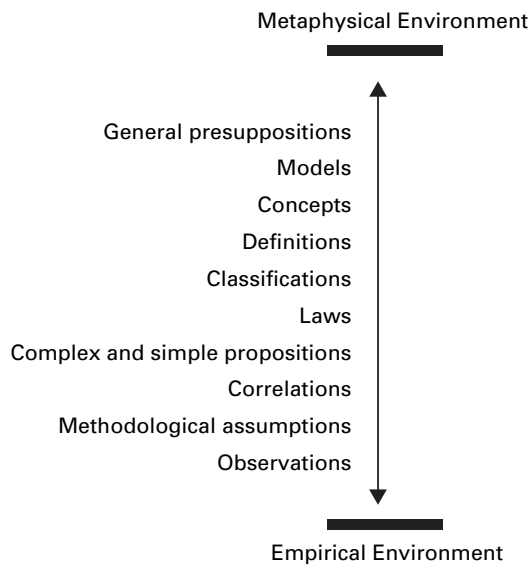 Metaphysical Environment
General presuppositions
Models
Concepts
Definitions
Classifications
Laws
Complex and simple propositions
Correlations
Methodological assumptions
Observations
Empirical Environment